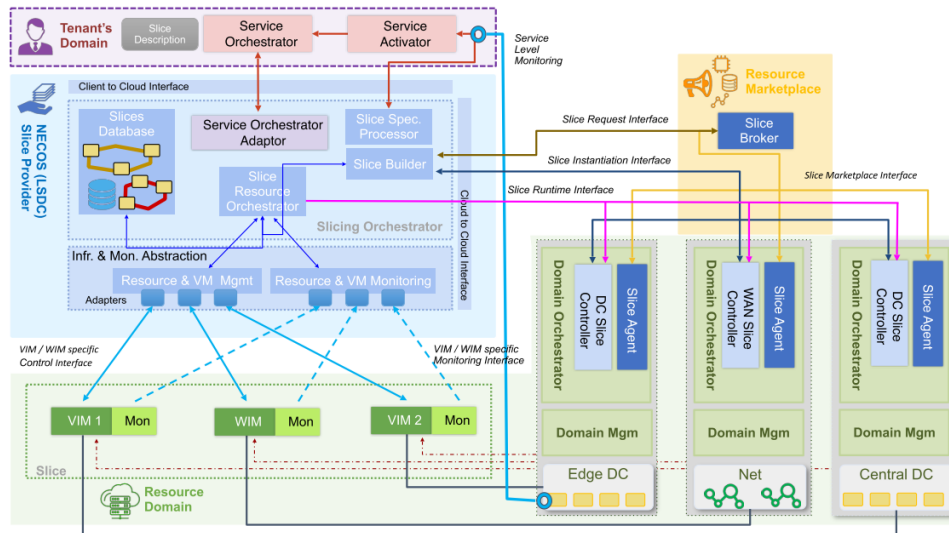 Tenant's
Domain
Slice
Description
Service
Orchestrator
Service
Activator
Service
Level
Monitoring
Resource
Marketplace
NECOS (LSDC)
Slice Provider
Client to Cloud Interface
Slices
Database
Service Orchestrator
Adaptor
Slice Spec.
Processor
Slice Builder
Slice
Resource
Orchestrator
Slicing Orchestrator
Cloud to Cloud Interface
Slice Request Interface
Slice
Broker
Slice Instantiation Interface
Slice Runtime Interface
Slice Marketplace Interface
Infr. & Mon. Abstraction
Resource & VM Mgmt
Resource & VM Monitoring
Adapters
VIM / WIM specific
Control Interface
VIM / WIM specific
Monitoring Interface
Domain Orchestrator
DC Slice
Controller
Slice Agent
Domain Orchestrator
WAN Slice
Controller
Slice Agent
Domain Orchestrator
DC Slice
Controller
Slice Agent
VIM 1
Mon
WIM
Mon
VIM 2
Mon
Slice
Domain Mgm
Domain Mgm
Domain Mgm
Edge DC
Net
Central DC
Resource
Domain